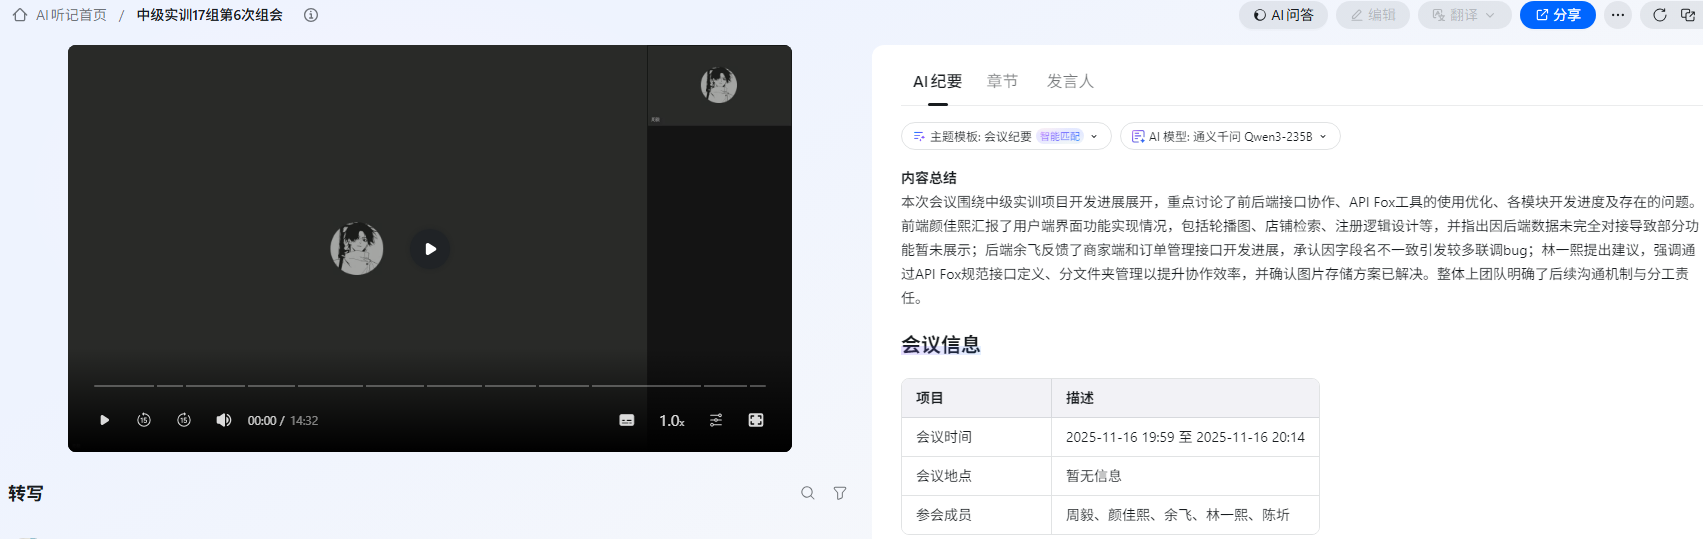 AI 听记首页 / 中级实训17组第6次组会
AI 问答
编辑
翻译
分享
15
15
00:00 / 14:32
1.0x
转写
AI 纪要
章节
发言人
主题模板: 会议纪要 智能匹配
AI 模型: 通义千问 Qwen3-235B
内容总结
本次会议围绕中级实训项目开发进展展开，重点讨论了前后端接口协作、API Fox工具的使用优化、各模块开发进度及存在的问题。
前端颜佳熙汇报了用户端界面功能实现情况，包括轮播图、店铺检索、注册逻辑设计等，并指出因后端数据未完全对接导致部分功
能暂未展示；后端余飞反馈了商家端和订单管理接口开发进展，承认因字段名不一致引发较多联调bug；林一熙提出建议，强调通
过API Fox规范接口定义、分文件夹管理以提升协作效率，并确认图片存储方案已解决。整体上团队明确了后续沟通机制与分工责
任。
会议信息
项目 描述
会议时间 2025-11-16 19:59 至 2025-11-16 20:14
会议地点 暂无信息
参会成员 周毅、颜佳熙、余飞、林一熙、陈圻